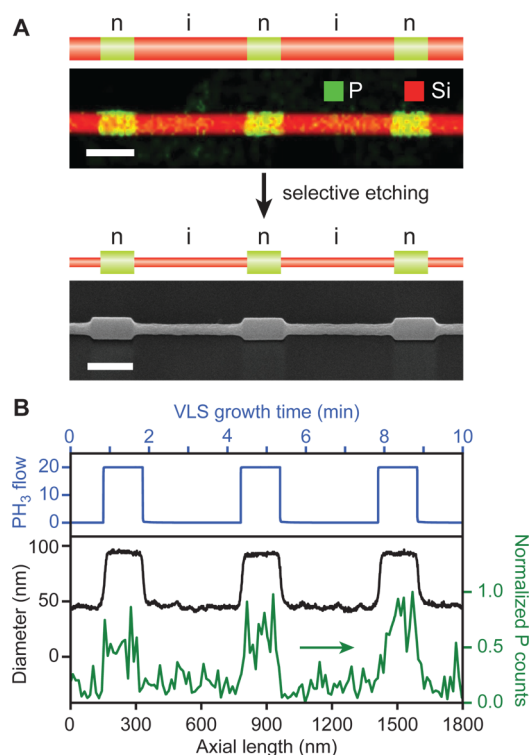 A
n i n i n
P Si
selective etching
n i n i n
B
VLS growth time (min)
0 2 4 6 8 10
PH₃ flow
20
10
0
Diameter (nm)
100
50
0
Normalized P counts
1.0
0.5
0.0
0 300 600 900 1200 1500 1800
Axial length (nm)